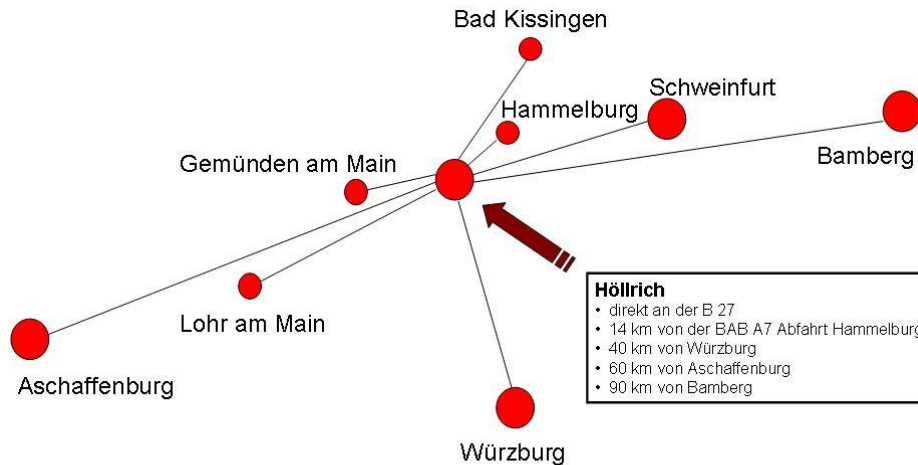 Bad Kissingen
Schweinfurt
Hammelburg
Bamberg
Gemünden am Main
Höllrich
• direkt an der B 27
• 14 km von der BAB A7 Abfahrt Hammelburg
• 40 km von Würzburg
• 60 km von Aschaffenburg
• 90 km von Bamberg
Lohr am Main
Aschaffenburg
Würzburg